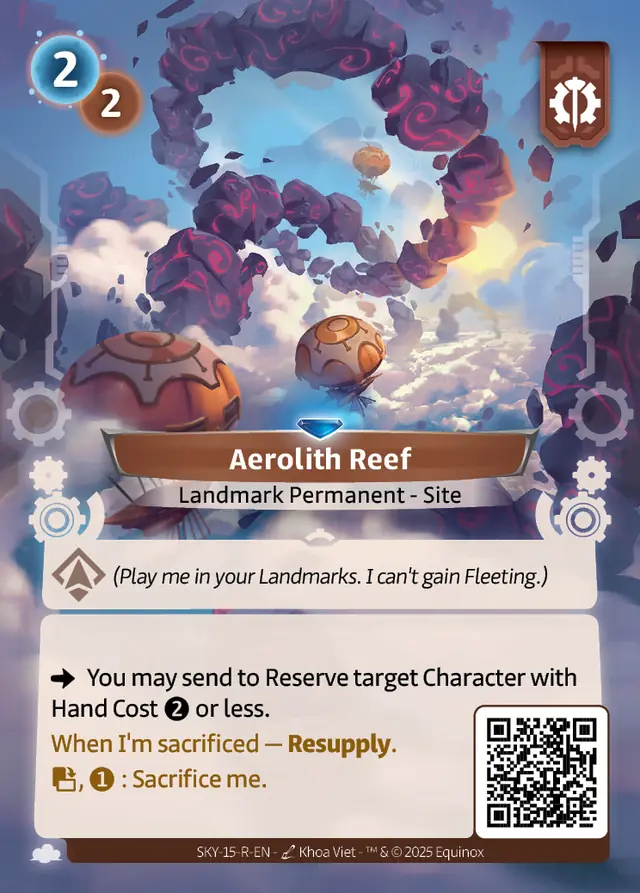 2
2
Aerolith Reef
Landmark Permanent - Site
(Play me in your Landmarks. I can't gain Fleeting.)
You may send to Reserve target Character with
Hand Cost 2 or less.
When I'm sacrificed — Resupply.
, 1 : Sacrifice me.
SKY-15-R-EN - Khoa Viet - ™ & © 2025 Equinox